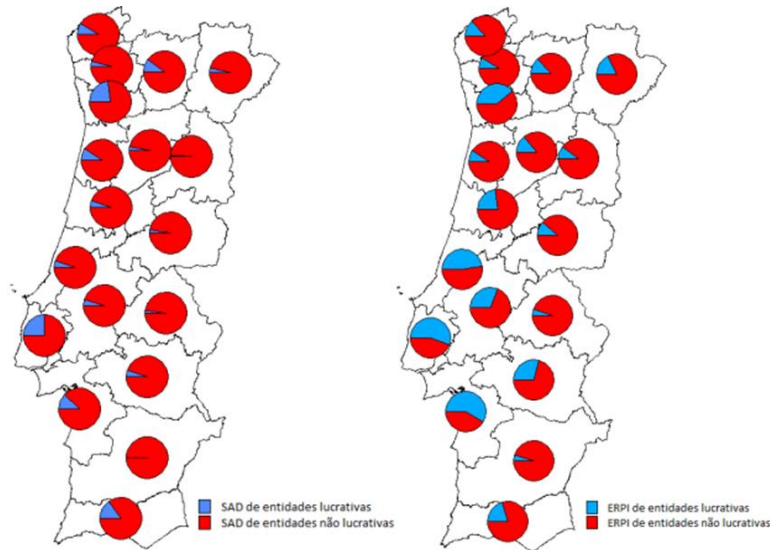 SAD de entidades lucrativas
SAD de entidades não lucrativas
ERPI de entidades lucrativas
ERPI de entidades não lucrativas